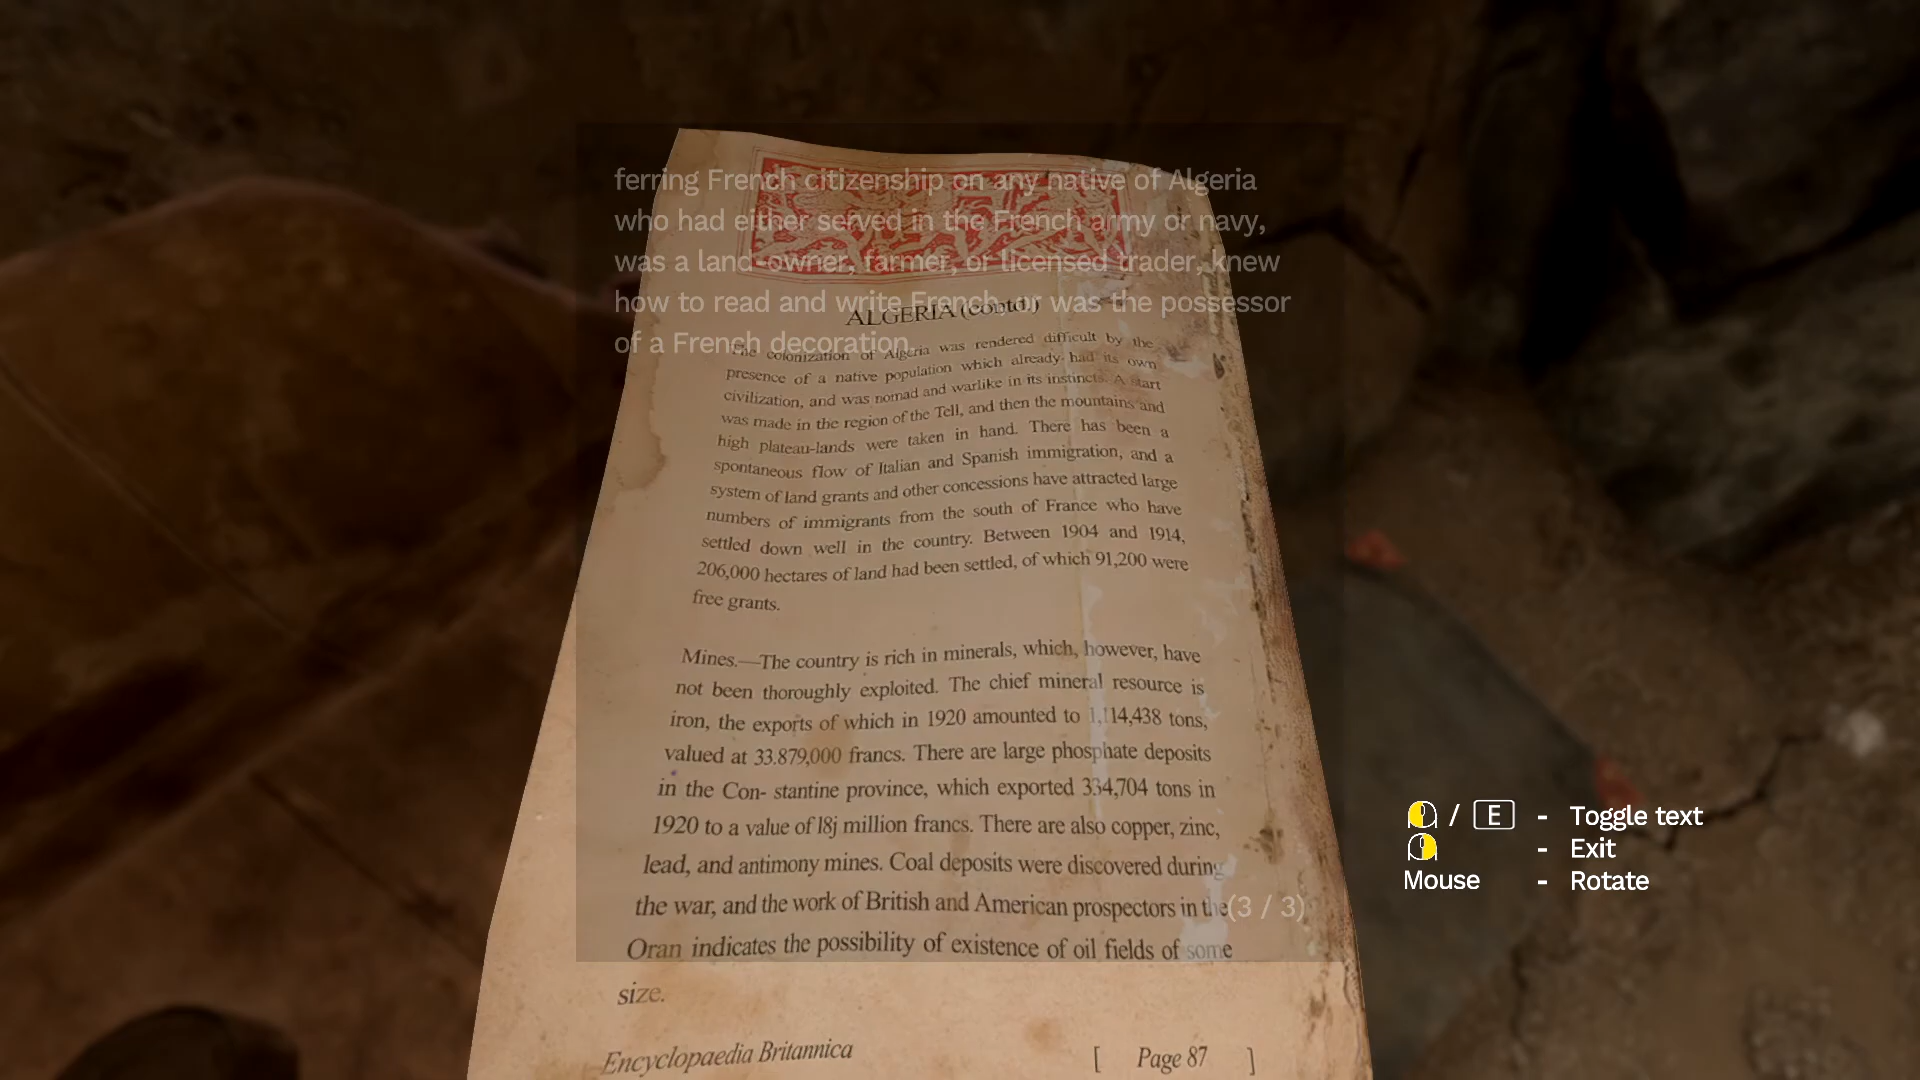 ferring French citizenship on any native of Algeria
who had either served in the French army or navy,
was a land-owner, farmer, or licensed trader, knew
how to read and write French, or was the possessor
of a French decoration.
ALGERIA (contd.)
The colonization of Algeria was rendered difficult by the
presence of a native population which already had its own
civilization, and was nomad and warlike in its instincts. A start
was made in the region of the Tell, and then the mountains and
high plateau-lands were taken in hand. There has been a
spontaneous flow of Italian and Spanish immigration, and a
system of land grants and other concessions have attracted large
numbers of immigrants from the south of France who have
settled down well in the country. Between 1904 and 1914,
206,000 hectares of land had been settled, of which 91,200 were
free grants.
Mines.—The country is rich in minerals, which, however, have
not been thoroughly exploited. The chief mineral resource is
iron, the exports of which in 1920 amounted to 1,114,438 tons,
valued at 33.879,000 francs. There are large phosphate deposits
in the Con- stantine province, which exported 334,704 tons in
1920 to a value of l8j million francs. There are also copper, zinc,
lead, and antimony mines. Coal deposits were discovered during
the war, and the work of British and American prospectors in the
(3 / 3)
Oran indicates the possibility of existence of oil fields of some
size.
Encyclopaedia Britannica [ Page 87 ]
/ E - Toggle text
- Exit
Mouse - Rotate